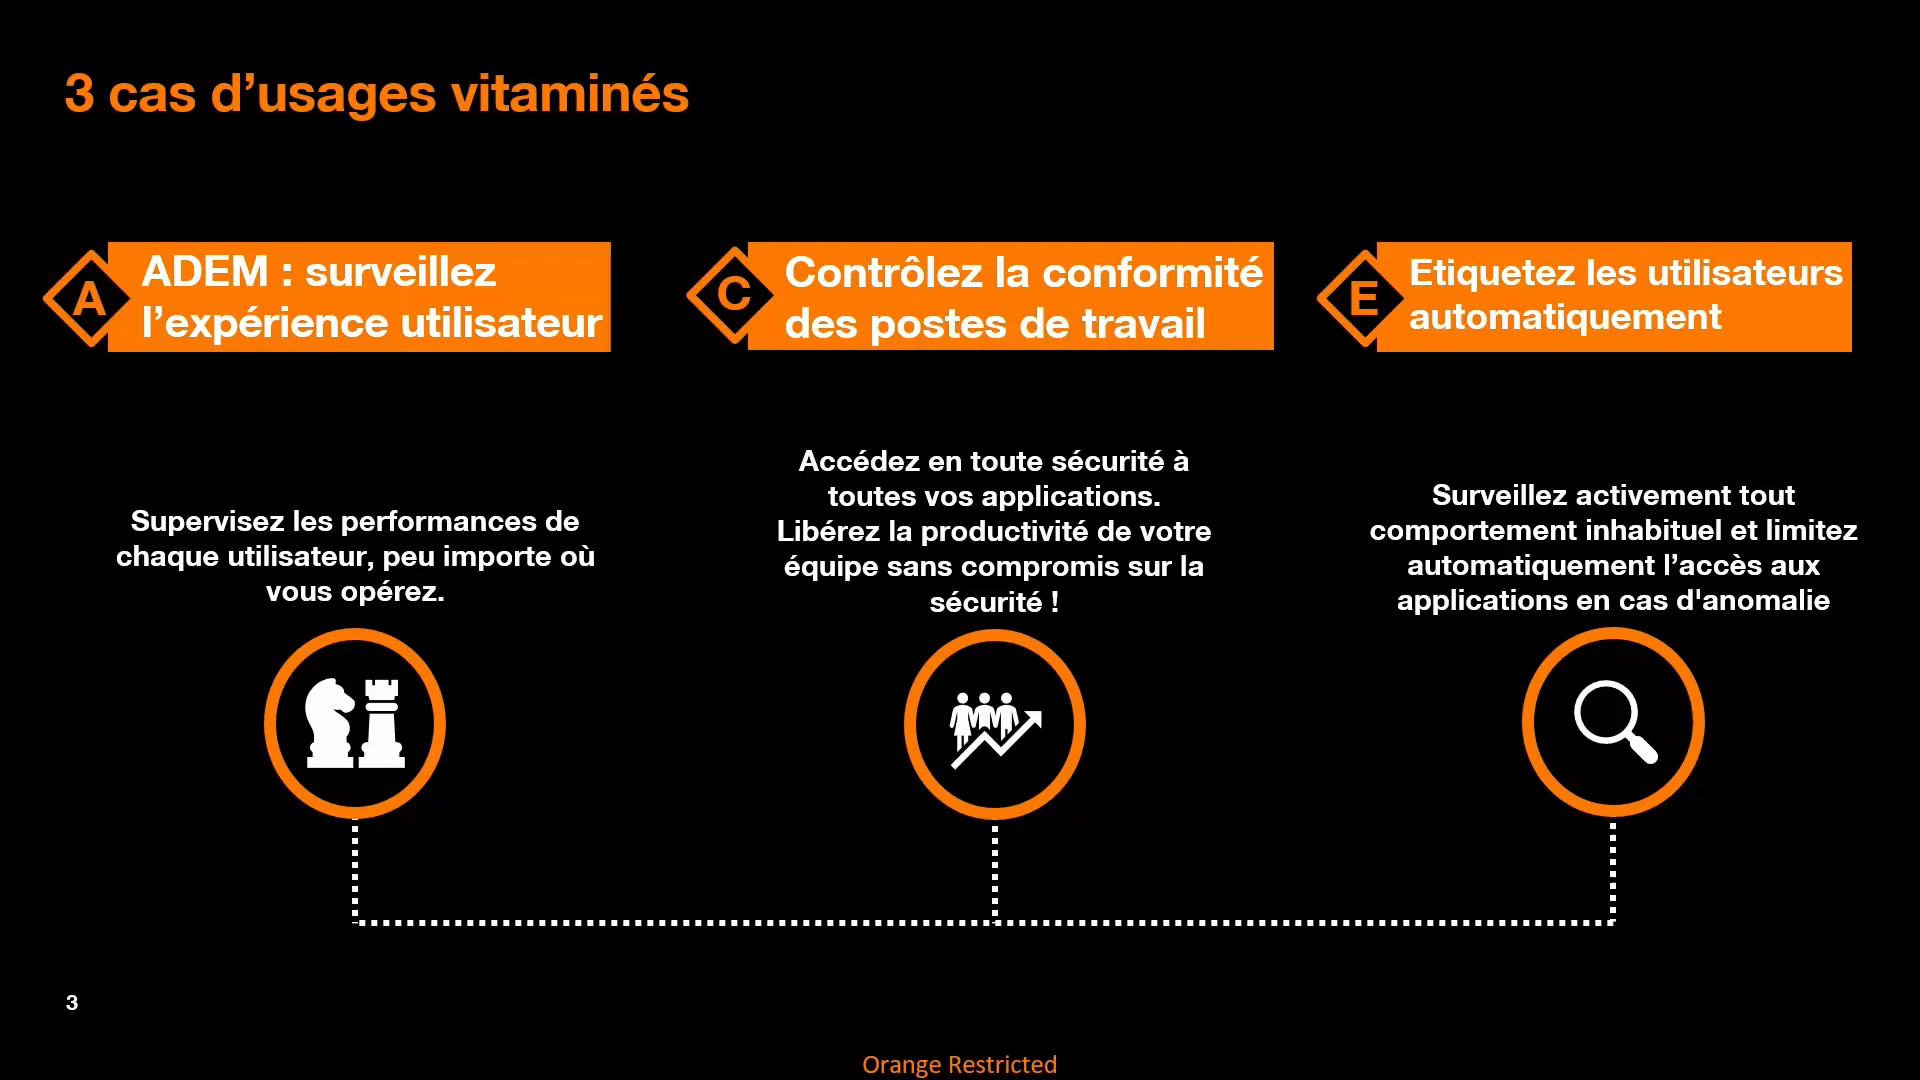 3 cas d’usages vitaminés
A
ADEM : surveillez
l’expérience utilisateur
Supervisez les performances de
chaque utilisateur, peu importe où
vous opérez.
C
Contrôlez la conformité
des postes de travail
Accédez en toute sécurité à
toutes vos applications.
Libérez la productivité de votre
équipe sans compromis sur la
sécurité !
E
Etiquetez les utilisateurs
automatiquement
Surveillez activement tout
comportement inhabituel et limitez
automatiquement l’accès aux
applications en cas d'anomalie
3
Orange Restricted